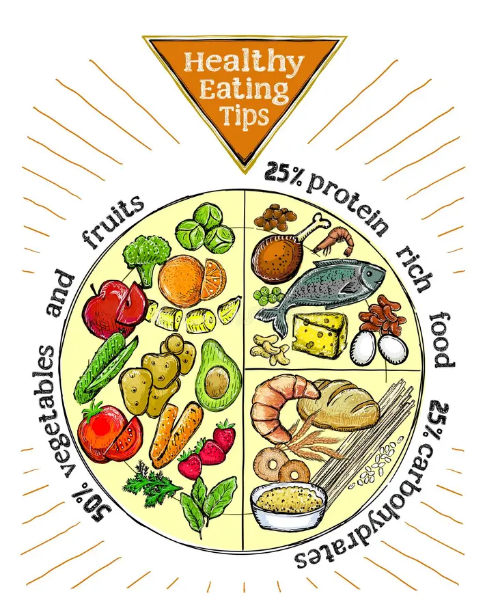 Healthy
Eating
Tips
25% protein rich food
25% carbohydrates
50% vegetables and fruits